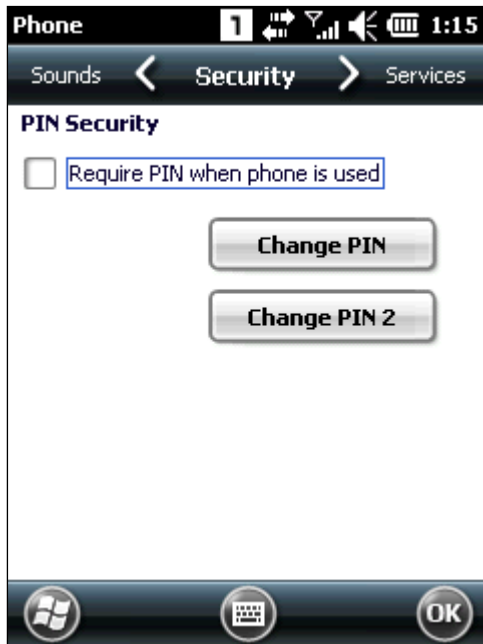 Phone 1 1:15
Sounds Security Services
PIN Security
Require PIN when phone is used
Change PIN
Change PIN 2
OK